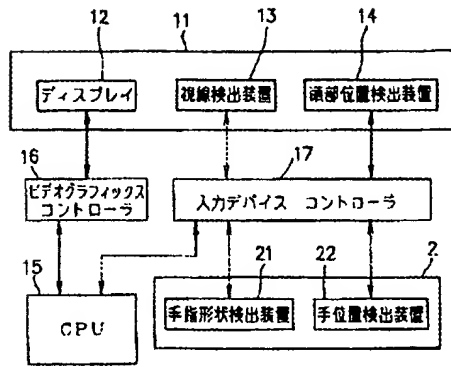 12
11
13
14
ディスプレイ
視線検出装置
頭部位置検出装置
16
ビデオグラフィックス
コントローラ
17
入力デバイス コントローラ
15
CPU
21
22
2
手指形状検出装置
手位置検出装置